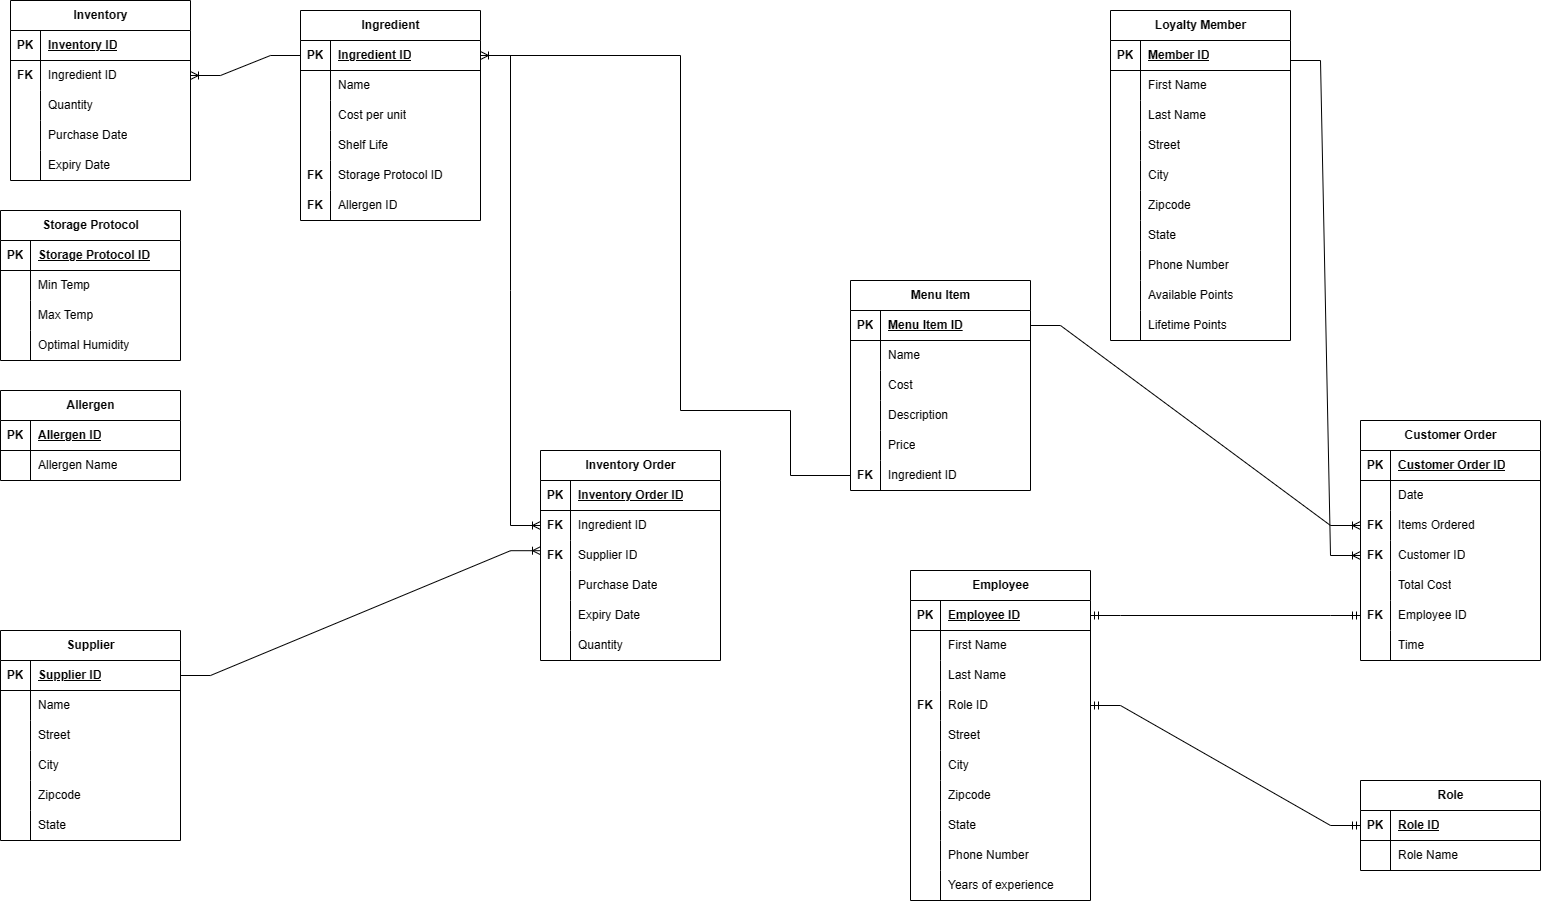 Inventory
PK Inventory ID
FK Ingredient ID
Quantity
Purchase Date
Expiry Date
Ingredient
PK Ingredient ID
Name
Cost per unit
Shelf Life
FK Storage Protocol ID
FK Allergen ID
Loyalty Member
PK Member ID
First Name
Last Name
Street
City
Zipcode
State
Phone Number
Available Points
Lifetime Points
Storage Protocol
PK Storage Protocol ID
Min Temp
Max Temp
Optimal Humidity
Menu Item
PK Menu Item ID
Name
Cost
Description
Price
FK Ingredient ID
Allergen
PK Allergen ID
Allergen Name
Inventory Order
PK Inventory Order ID
FK Ingredient ID
FK Supplier ID
Purchase Date
Expiry Date
Quantity
Customer Order
PK Customer Order ID
Date
FK Items Ordered
FK Customer ID
Total Cost
FK Employee ID
Time
Supplier
PK Supplier ID
Name
Street
City
Zipcode
State
Employee
PK Employee ID
First Name
Last Name
FK Role ID
Street
City
Zipcode
State
Phone Number
Years of experience
Role
PK Role ID
Role Name